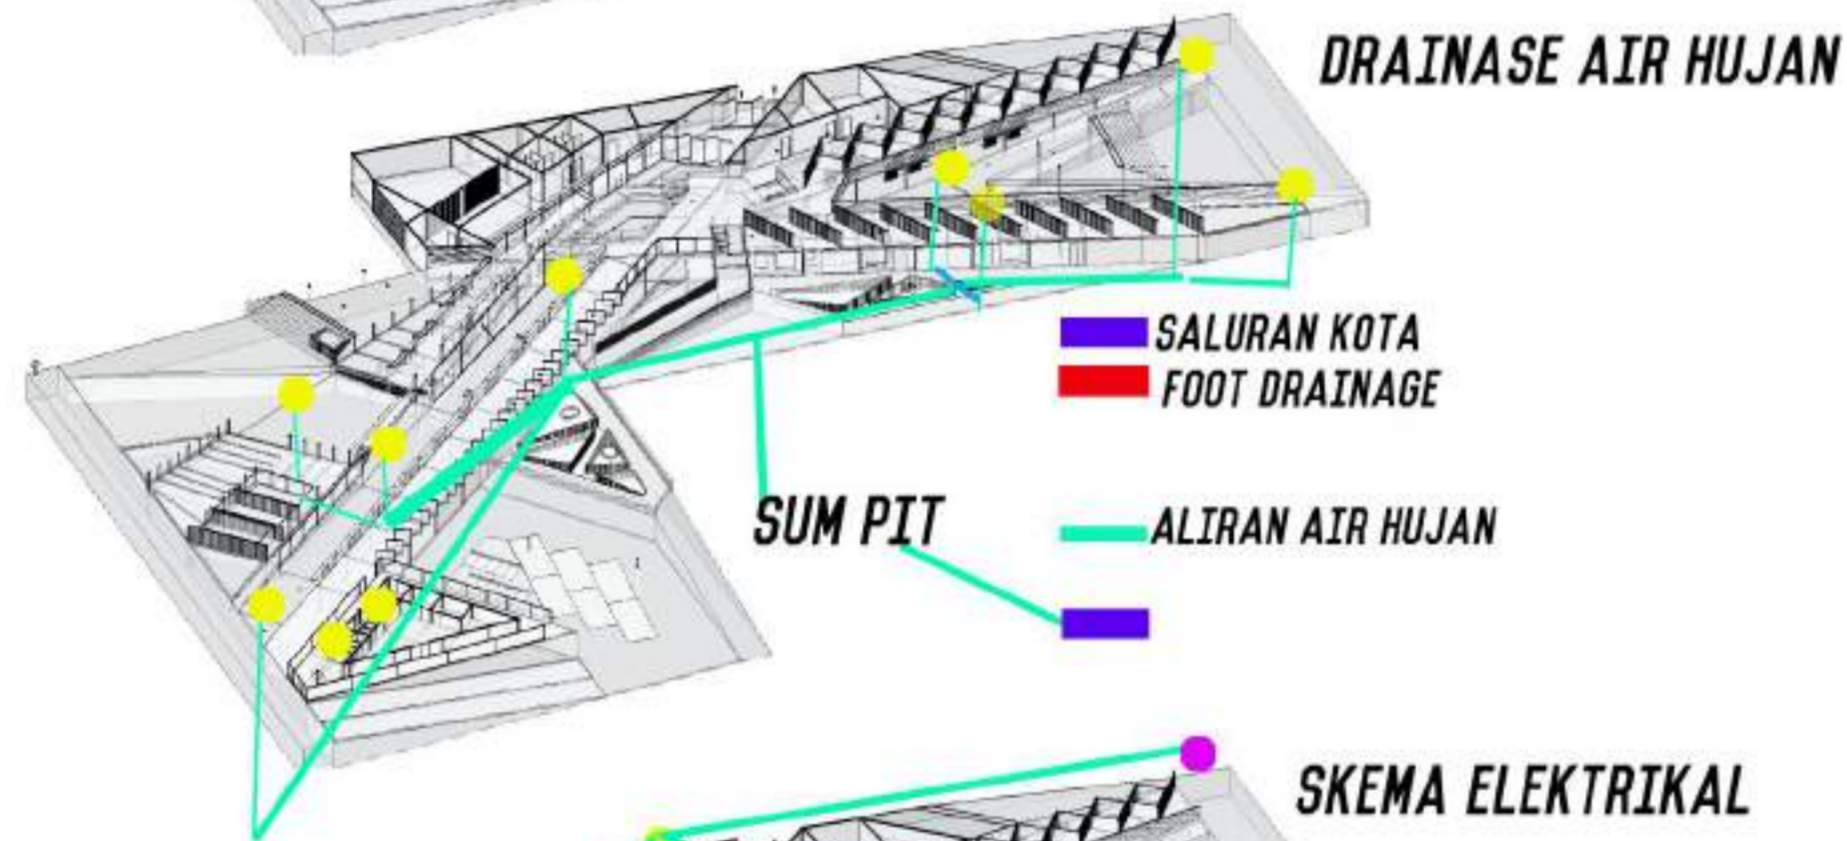 DRAINASE AIR HUJAN
SALURAN KOTA
FOOT DRAINAGE
SUM PIT
ALIRAN AIR HUJAN
SKEMA ELEKTRIKAL